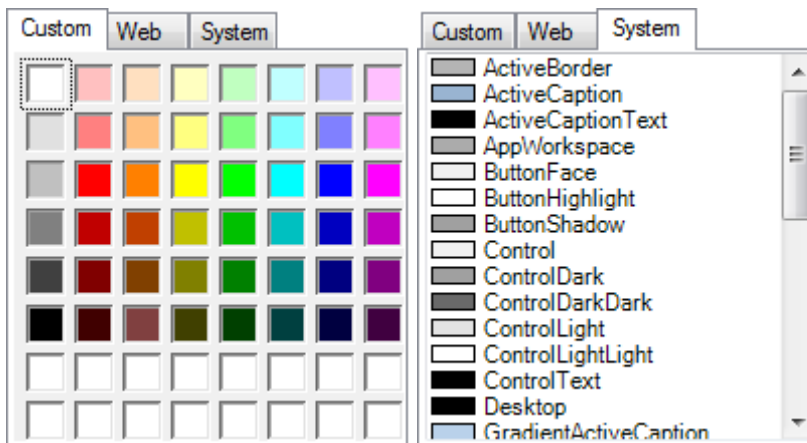 Custom Web System
Custom Web System
ActiveBorder
ActiveCaption
ActiveCaptionText
AppWorkspace
ButtonFace
ButtonHighlight
ButtonShadow
Control
ControlDark
ControlDarkDark
ControlLight
ControlLightLight
ControlText
Desktop
GradientActiveCaption